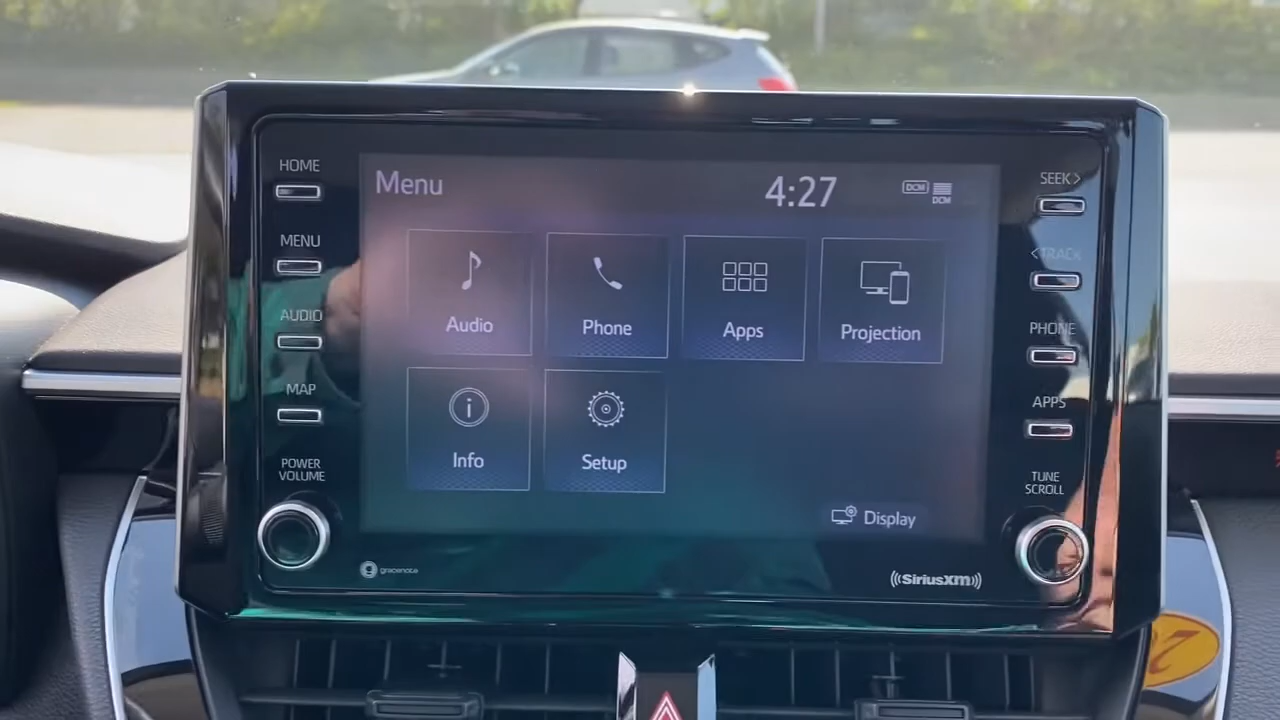 HOME
MENU
AUDIO
MAP
POWER
VOLUME
Menu
4:27
DCM
DCM
Audio
Phone
Apps
Projection
Info
Setup
Display
gracenote
SiriusXM
SEEK >
< TRACK
PHONE
APPS
TUNE
SCROLL